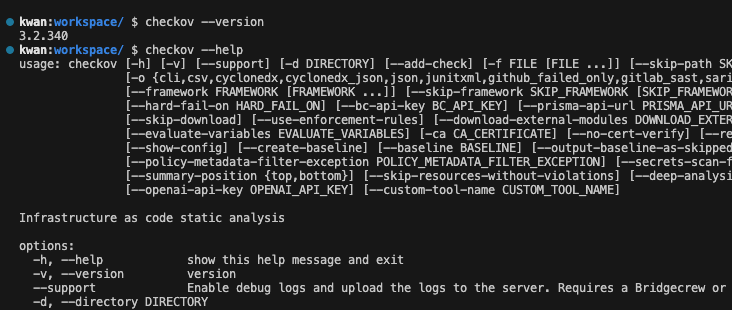 kwan:workspace/ $ checkov --version
3.2.340
kwan:workspace/ $ checkov --help
usage: checkov [-h] [-v] [--support] [-d DIRECTORY] [--add-check] [-f FILE [FILE ...]] [--skip-path SK
[-o {cli,csv,cyclonedx,cyclonedx_json,json,junitxml,github_failed_only,gitlab_sast,sari
[--framework FRAMEWORK [FRAMEWORK ...]] [--skip-framework SKIP_FRAMEWORK [SKIP_FRAMEWOR
[--hard-fail-on HARD_FAIL_ON] [--bc-api-key BC_API_KEY] [--prisma-api-url PRISMA_API_UR
[--skip-download] [--use-enforcement-rules] [--download-external-modules DOWNLOAD_EXTER
[--evaluate-variables EVALUATE_VARIABLES] [-ca CA_CERTIFICATE] [--no-cert-verify] [--re
[--show-config] [--create-baseline] [--baseline BASELINE] [--output-baseline-as-skipped
[--policy-metadata-filter-exception POLICY_METADATA_FILTER_EXCEPTION] [--secrets-scan-f
[--summary-position {top,bottom}] [--skip-resources-without-violations] [--deep-analysi
[--openai-api-key OPENAI_API_KEY] [--custom-tool-name CUSTOM_TOOL_NAME]
Infrastructure as code static analysis
options:
-h, --help show this help message and exit
-v, --version version
--support Enable debug logs and upload the logs to the server. Requires a Bridgecrew or
-d, --directory DIRECTORY